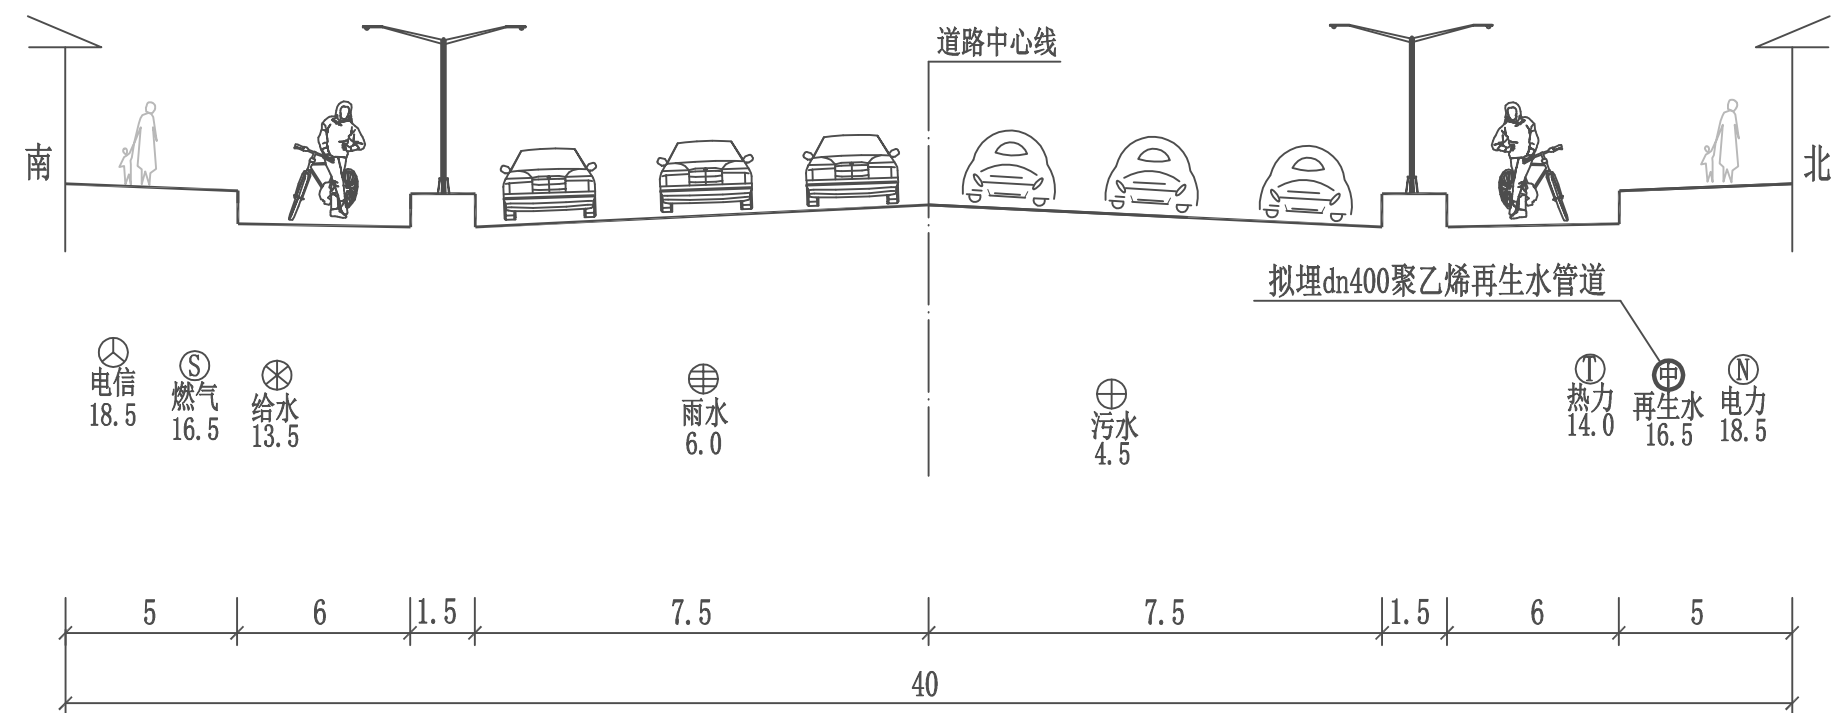 道路中心线
南
北
拟埋dn400聚乙烯再生水管道
电信
18.5
S
燃气
16.5
给水
13.5
雨水
6.0
污水
4.5
T
热力
14.0
中
再生水
16.5
N
电力
18.5
5
6
1.5
7.5
7.5
1.5
6
5
40